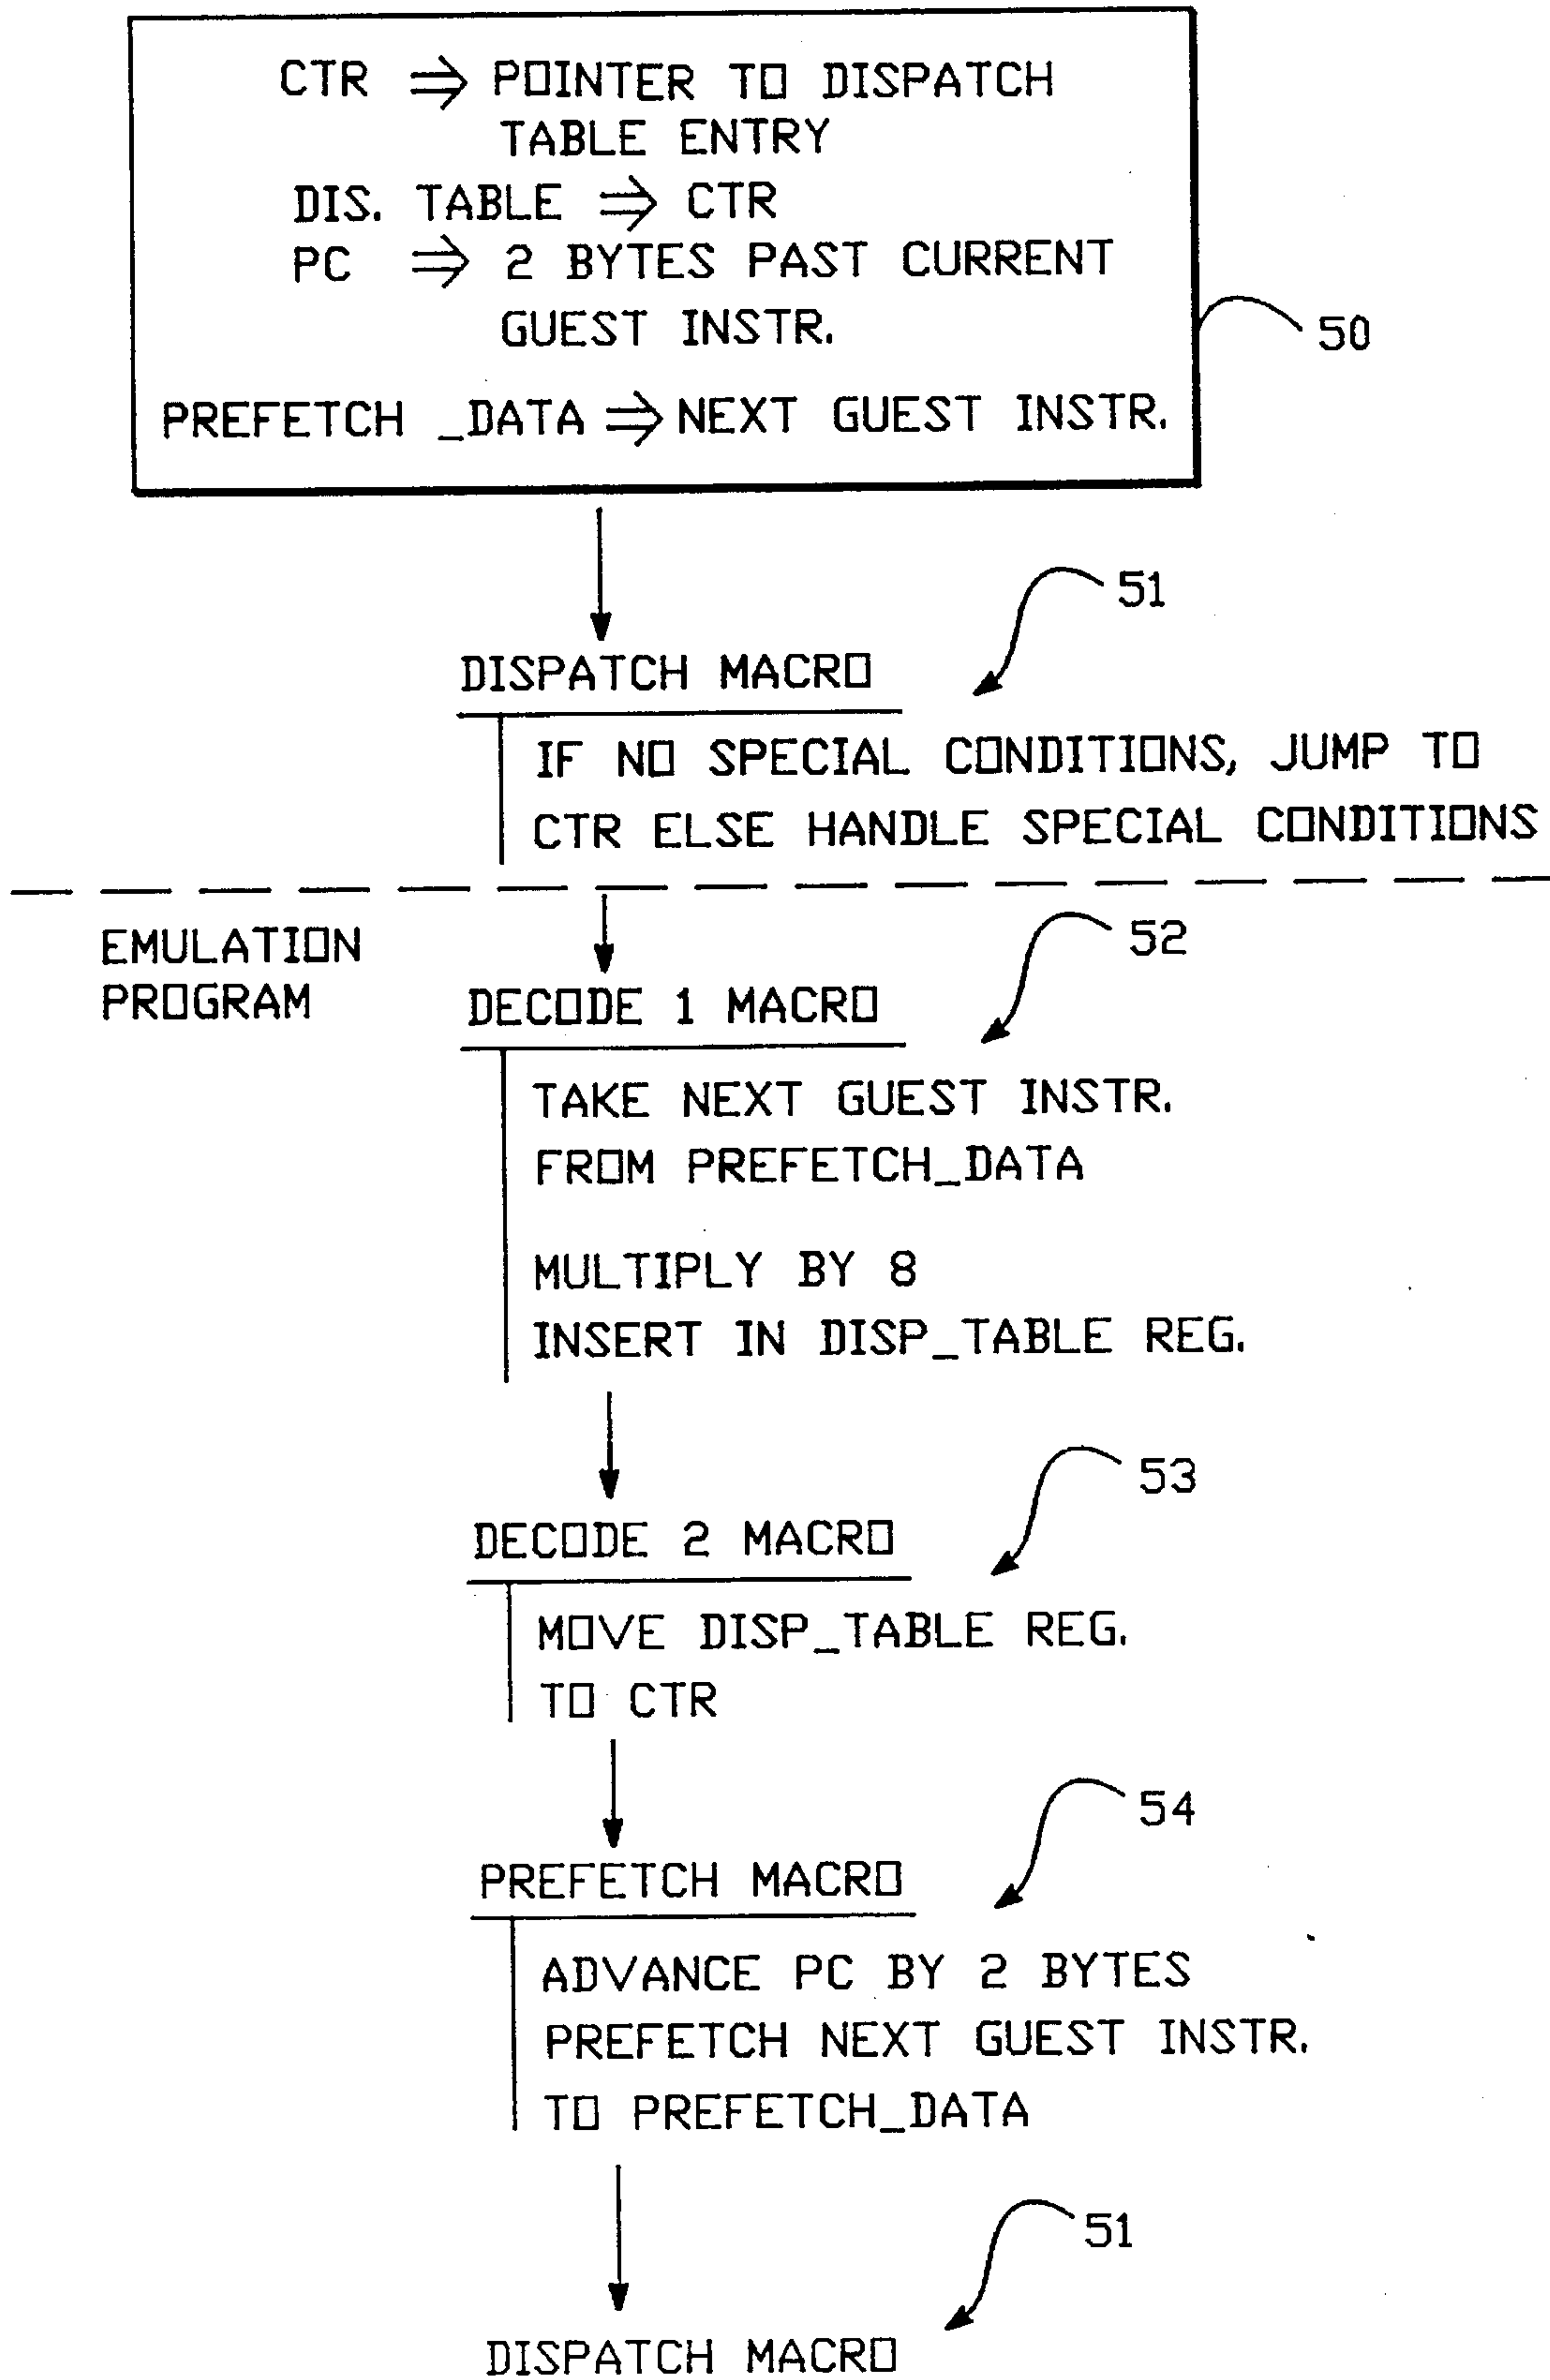 CTR ⇒ POINTER TO DISPATCH
TABLE ENTRY
DIS. TABLE ⇒ CTR
PC ⇒ 2 BYTES PAST CURRENT
GUEST INSTR.
50
PREFETCH _DATA ⇒ NEXT GUEST INSTR.
51
DISPATCH MACRO
IF NO SPECIAL CONDITIONS, JUMP TO
CTR ELSE HANDLE SPECIAL CONDITIONS
EMULATION
PROGRAM
52
DECODE 1 MACRO
TAKE NEXT GUEST INSTR.
FROM PREFETCH_DATA
MULTIPLY BY 8
INSERT IN DISP_TABLE REG.
53
DECODE 2 MACRO
MOVE DISP_TABLE REG.
TO CTR
54
PREFETCH MACRO
ADVANCE PC BY 2 BYTES
PREFETCH NEXT GUEST INSTR.
TO PREFETCH_DATA
51
DISPATCH MACRO